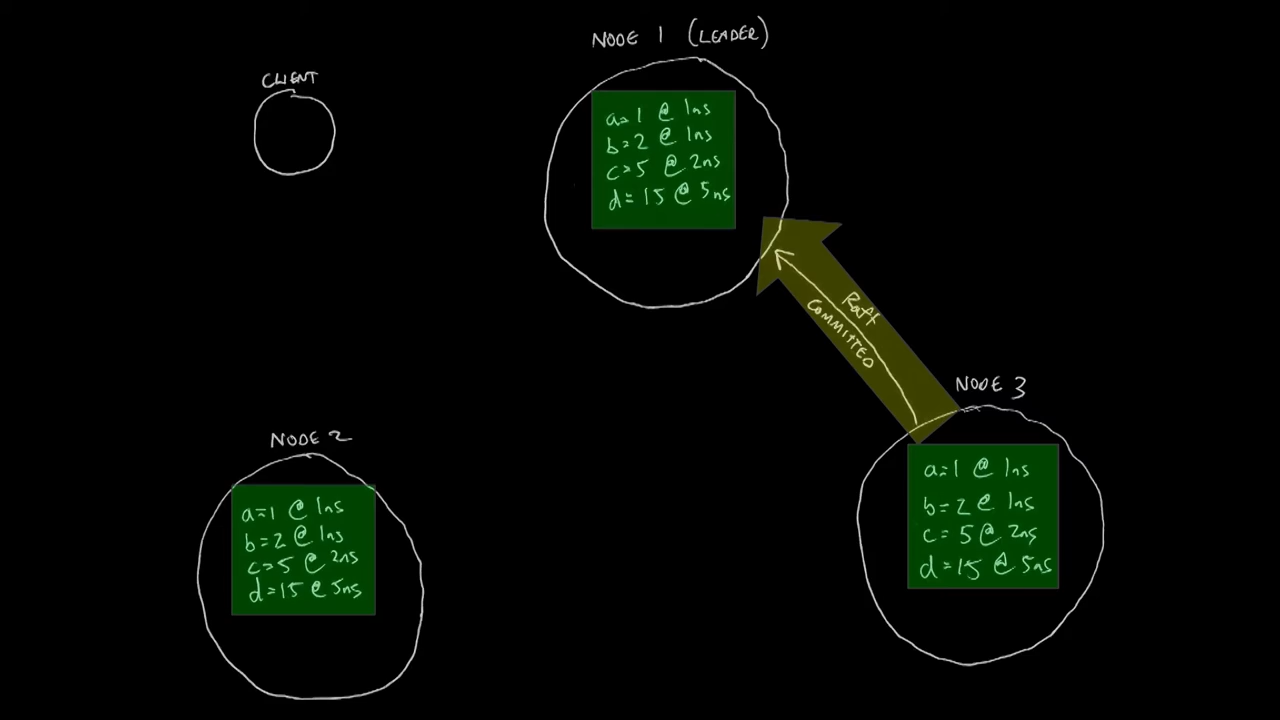 NODE 1 (LEADER)
CLIENT
a=1 @ 1ns
b=2 @ 1ns
c=5 @ 2ns
d=15 @ 5ns
Raft
COMMITTED
NODE 3
a=1 @ 1ns
b=2 @ 1ns
c=5 @ 2ns
d=15 @ 5ns
NODE 2
a=1 @ 1ns
b=2 @ 1ns
c=5 @ 2ns
d=15 @ 5ns